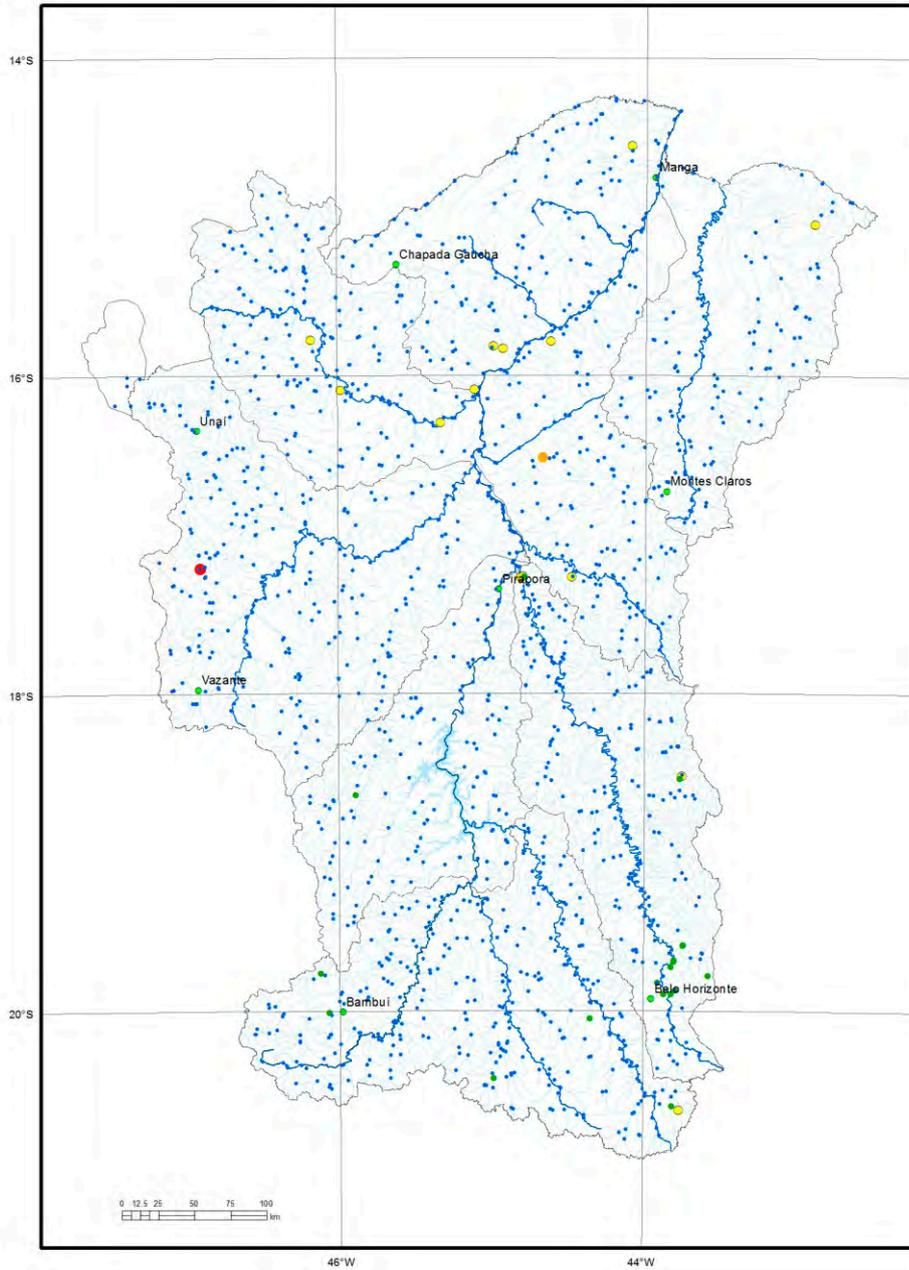 14°S
Manga
Chapada Gaúcha
16°S
Unaí
Montes Claros
Pirapora
Vazante
18°S
Belo Horizonte
Bambuí
20°S
0 12.5 25 50 75 100
km
46°W 44°W